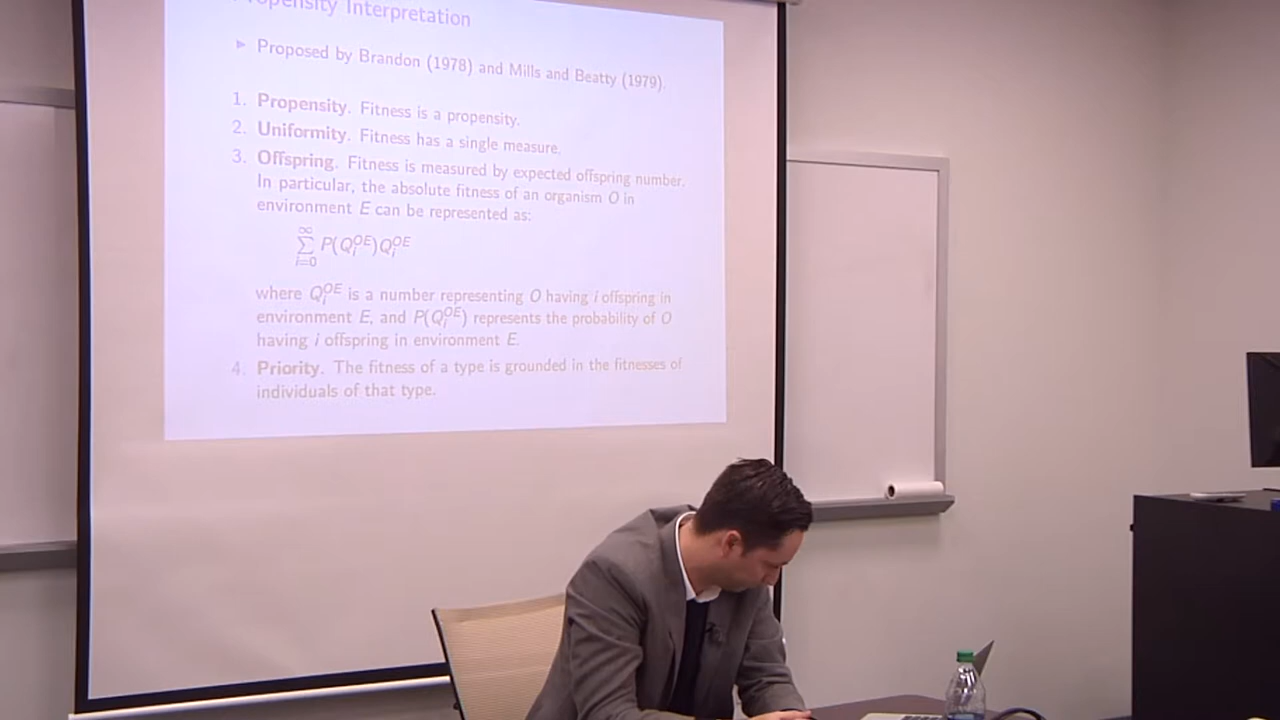 Propensity Interpretation
► Proposed by Brandon (1978) and Mills and Beatty (1979).
1. Propensity. Fitness is a propensity.
2. Uniformity. Fitness has a single measure.
3. Offspring. Fitness is measured by expected offspring number.
In particular, the absolute fitness of an organism O in
environment E can be represented as:
∞
∑ P(Q_i^{OE})Q_i^{OE}
i=0
where Q_i^{OE} is a number representing O having i offspring in
environment E, and P(Q_i^{OE}) represents the probability of O
having i offspring in environment E.
4. Priority. The fitness of a type is grounded in the fitnesses of
individuals of that type.